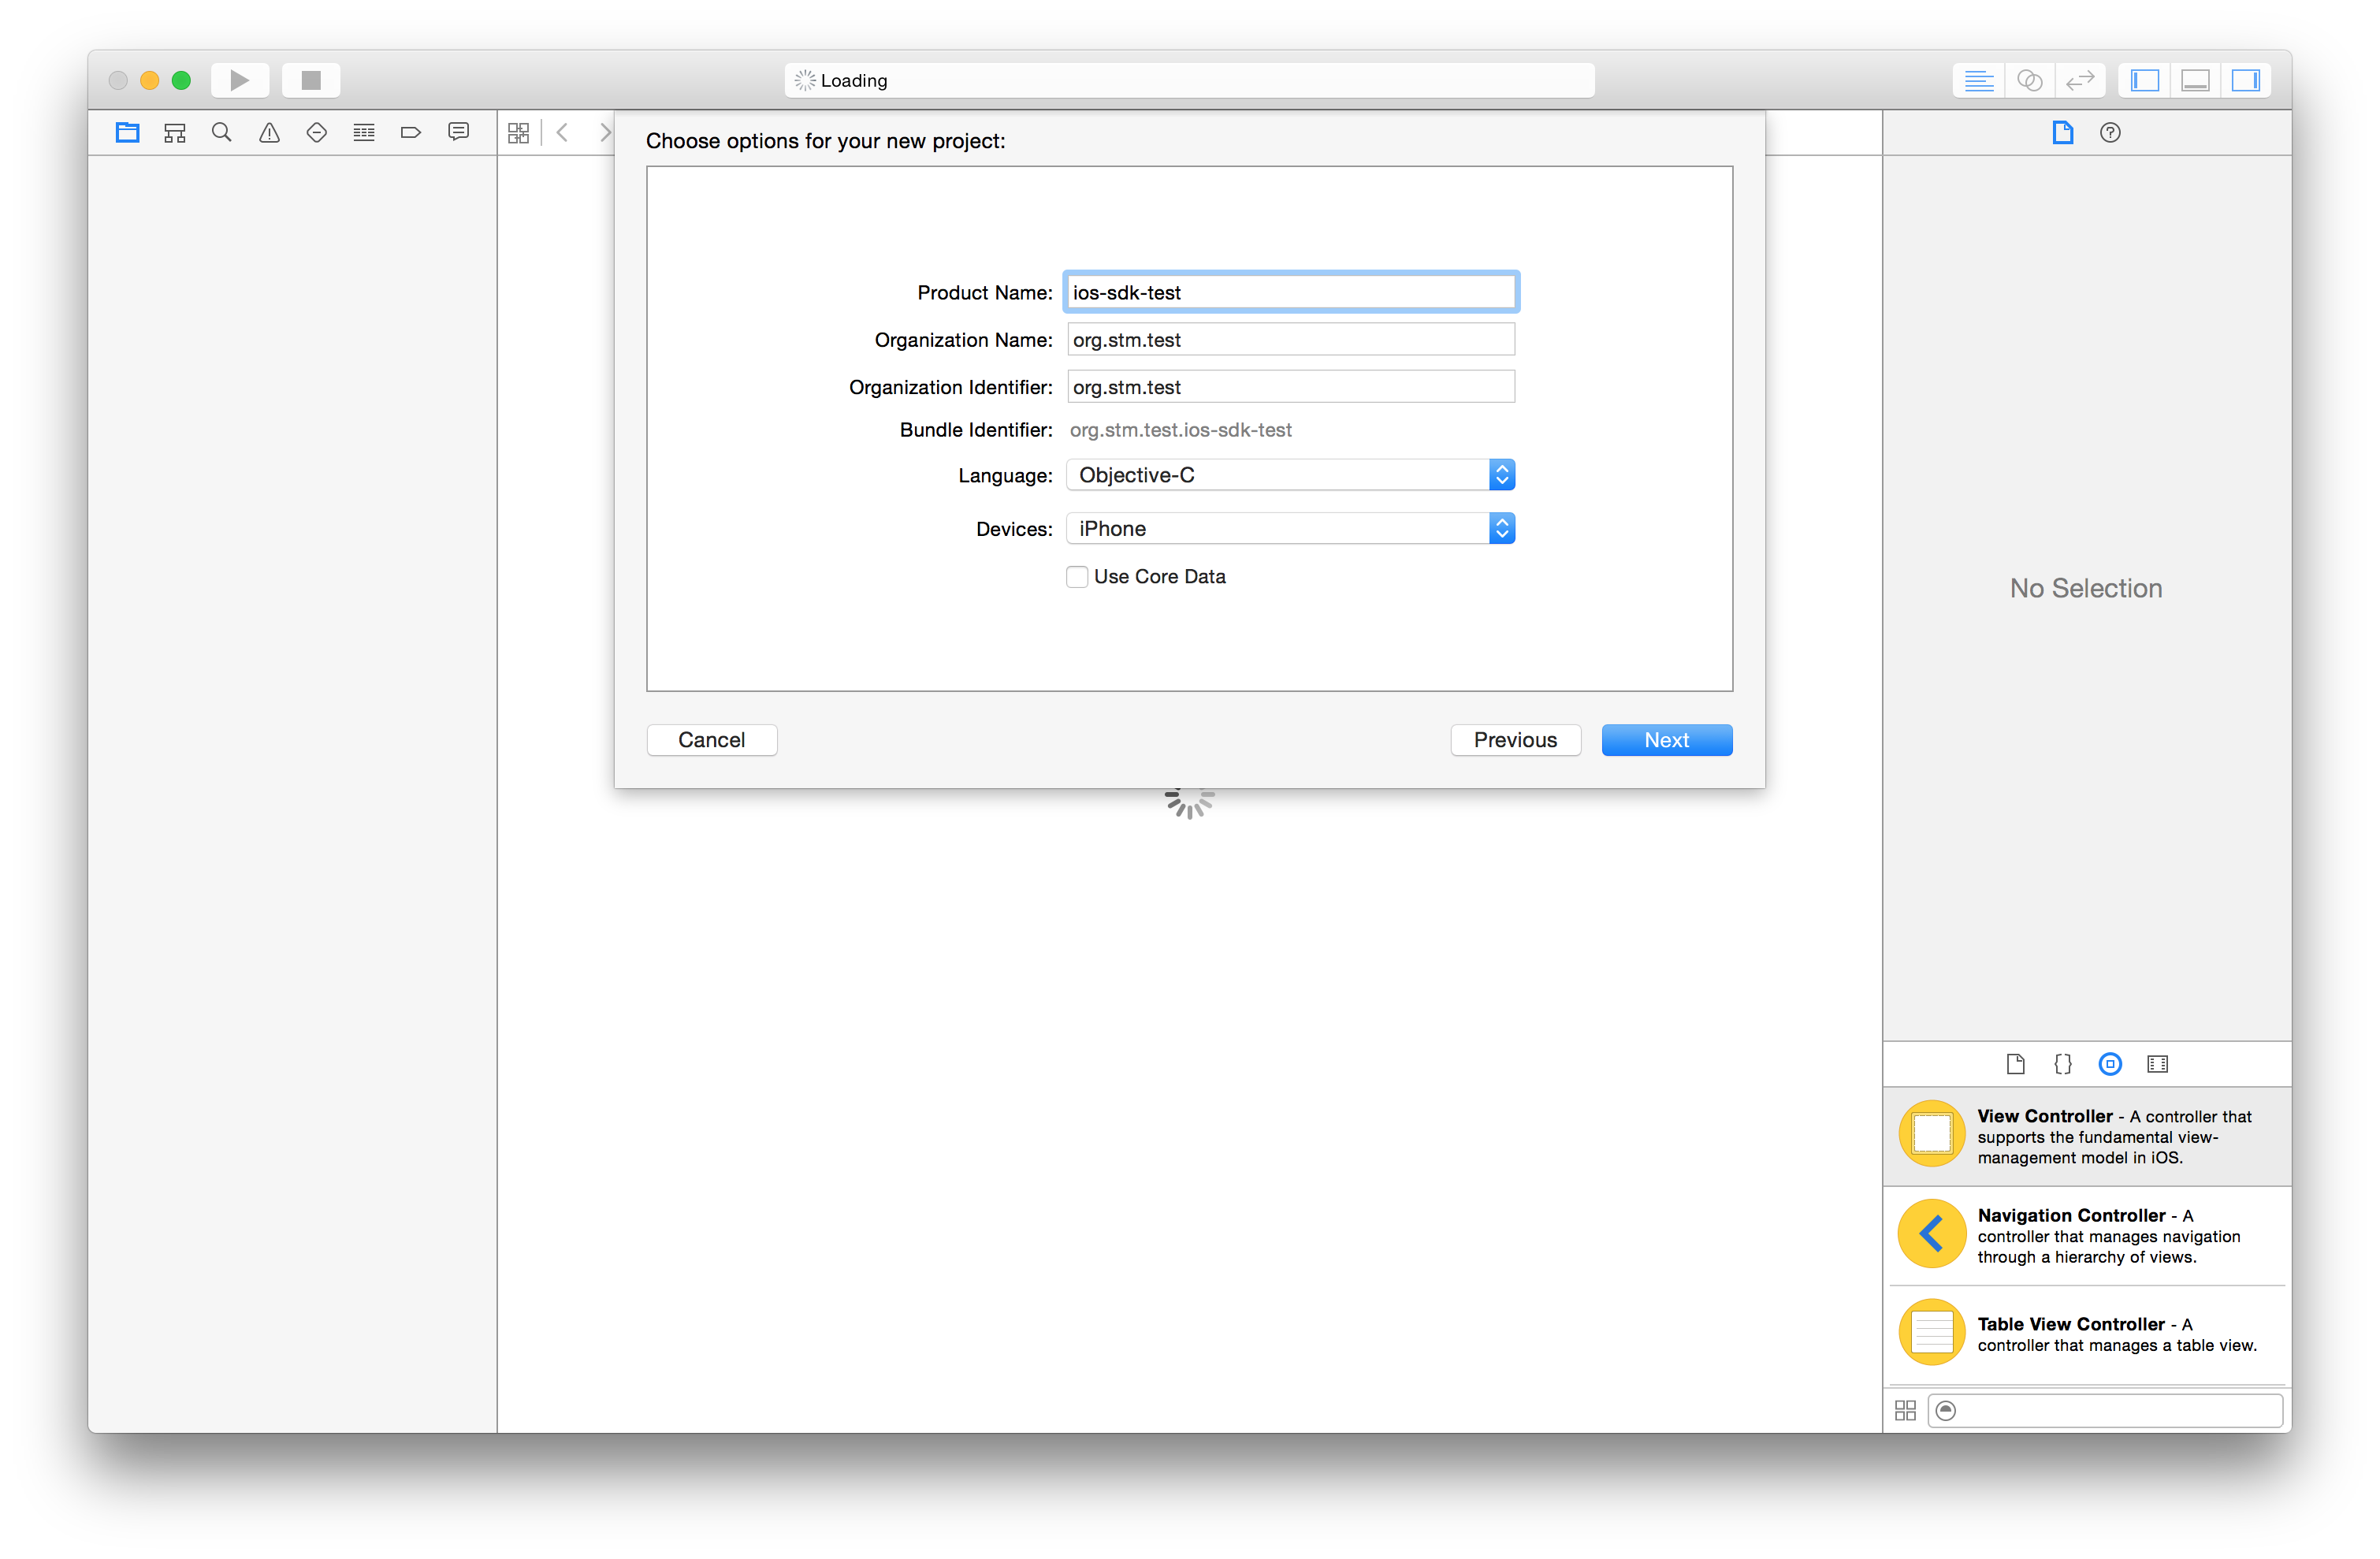 Loading
Choose options for your new project:
Product Name: ios-sdk-test
Organization Name: org.stm.test
Organization Identifier: org.stm.test
Bundle Identifier: org.stm.test.ios-sdk-test
Language: Objective-C
Devices: iPhone
Use Core Data
Cancel
Previous
Next
No Selection
View Controller - A controller that
supports the fundamental view-
management model in iOS.
Navigation Controller - A
controller that manages navigation
through a hierarchy of views.
Table View Controller - A
controller that manages a table view.